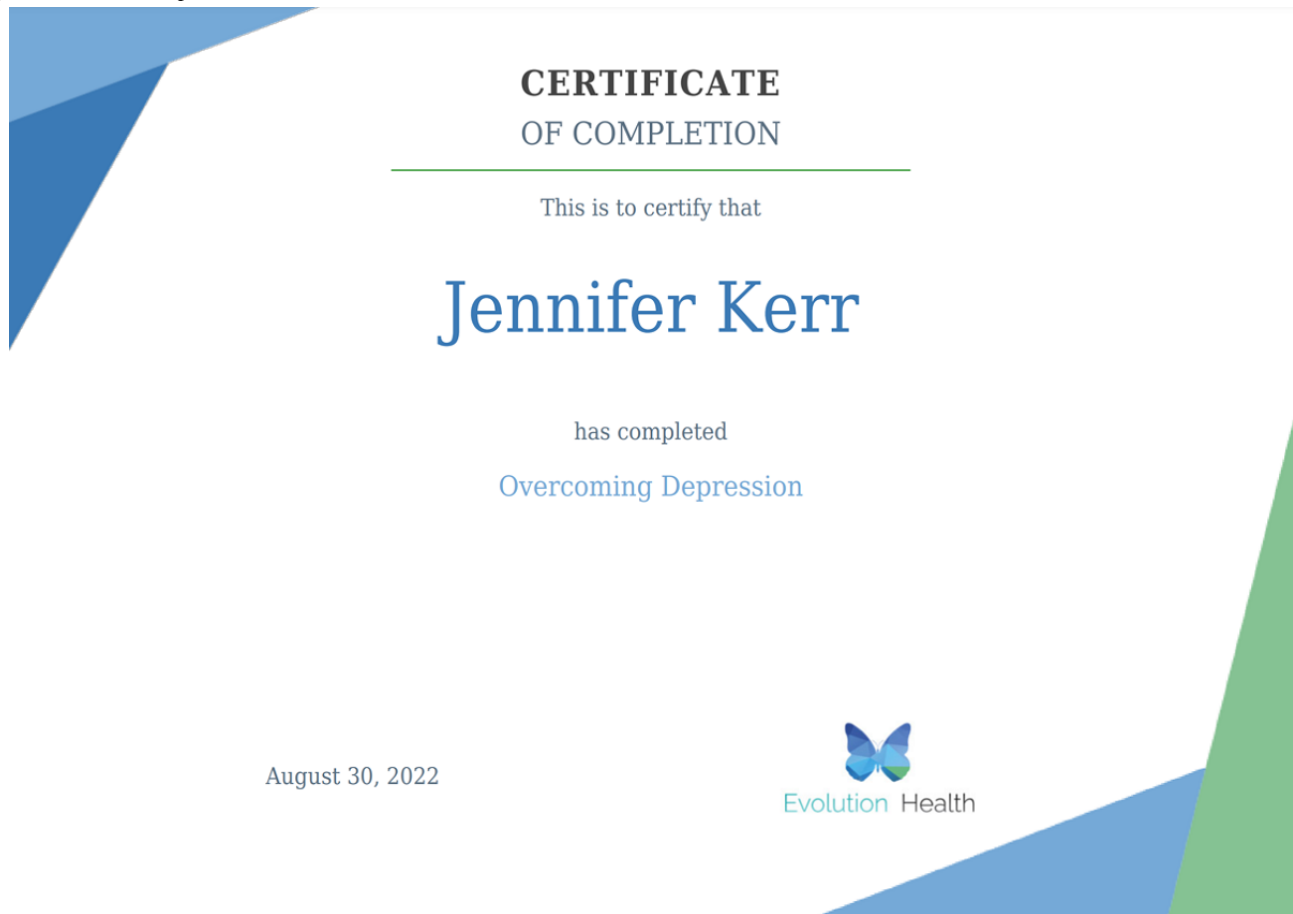 CERTIFICATE
OF COMPLETION
This is to certify that
Jennifer Kerr
has completed
Overcoming Depression
August 30, 2022
Evolution Health